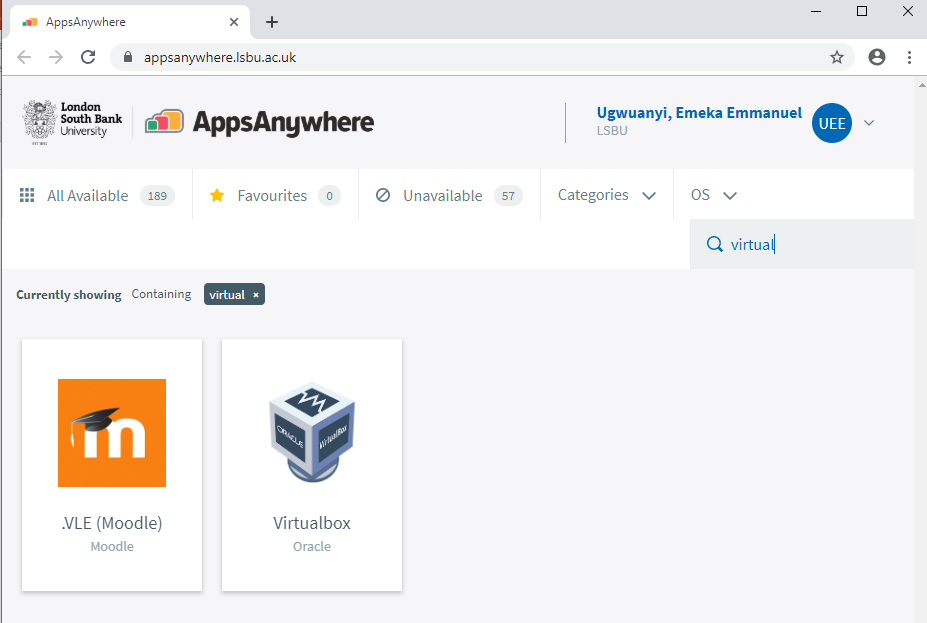 AppsAnywhere
appsanywhere.lsbu.ac.uk
London
South Bank
University
EST 1892
AppsAnywhere
Ugwuanyi, Emeka Emmanuel
LSBU
UEE
All Available 189
Favourites 0
Unavailable 57
Categories
OS
virtual
Currently showing Containing virtual ×
m
ORACLE
VirtualBox
.VLE (Moodle)
Moodle
Virtualbox
Oracle